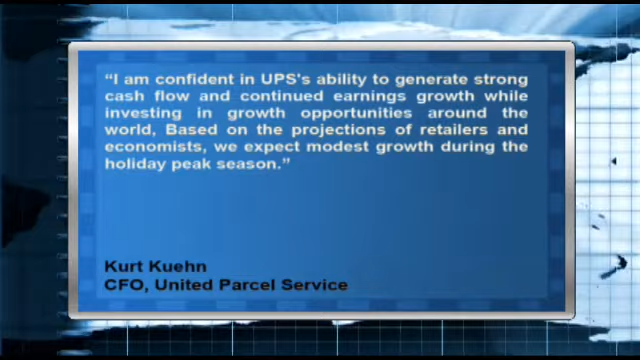 “I am confident in UPS's ability to generate strong
cash flow and continued earnings growth while
investing in growth opportunities around the
world, Based on the projections of retailers and
economists, we expect modest growth during the
holiday peak season.”
Kurt Kuehn
CFO, United Parcel Service